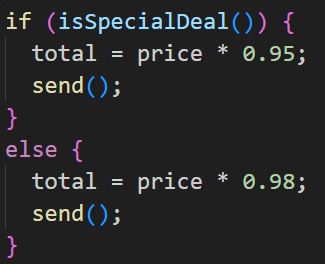 if (isSpecialDeal()) {
  total = price * 0.95;
  send();
}
else {
  total = price * 0.98;
  send();
}